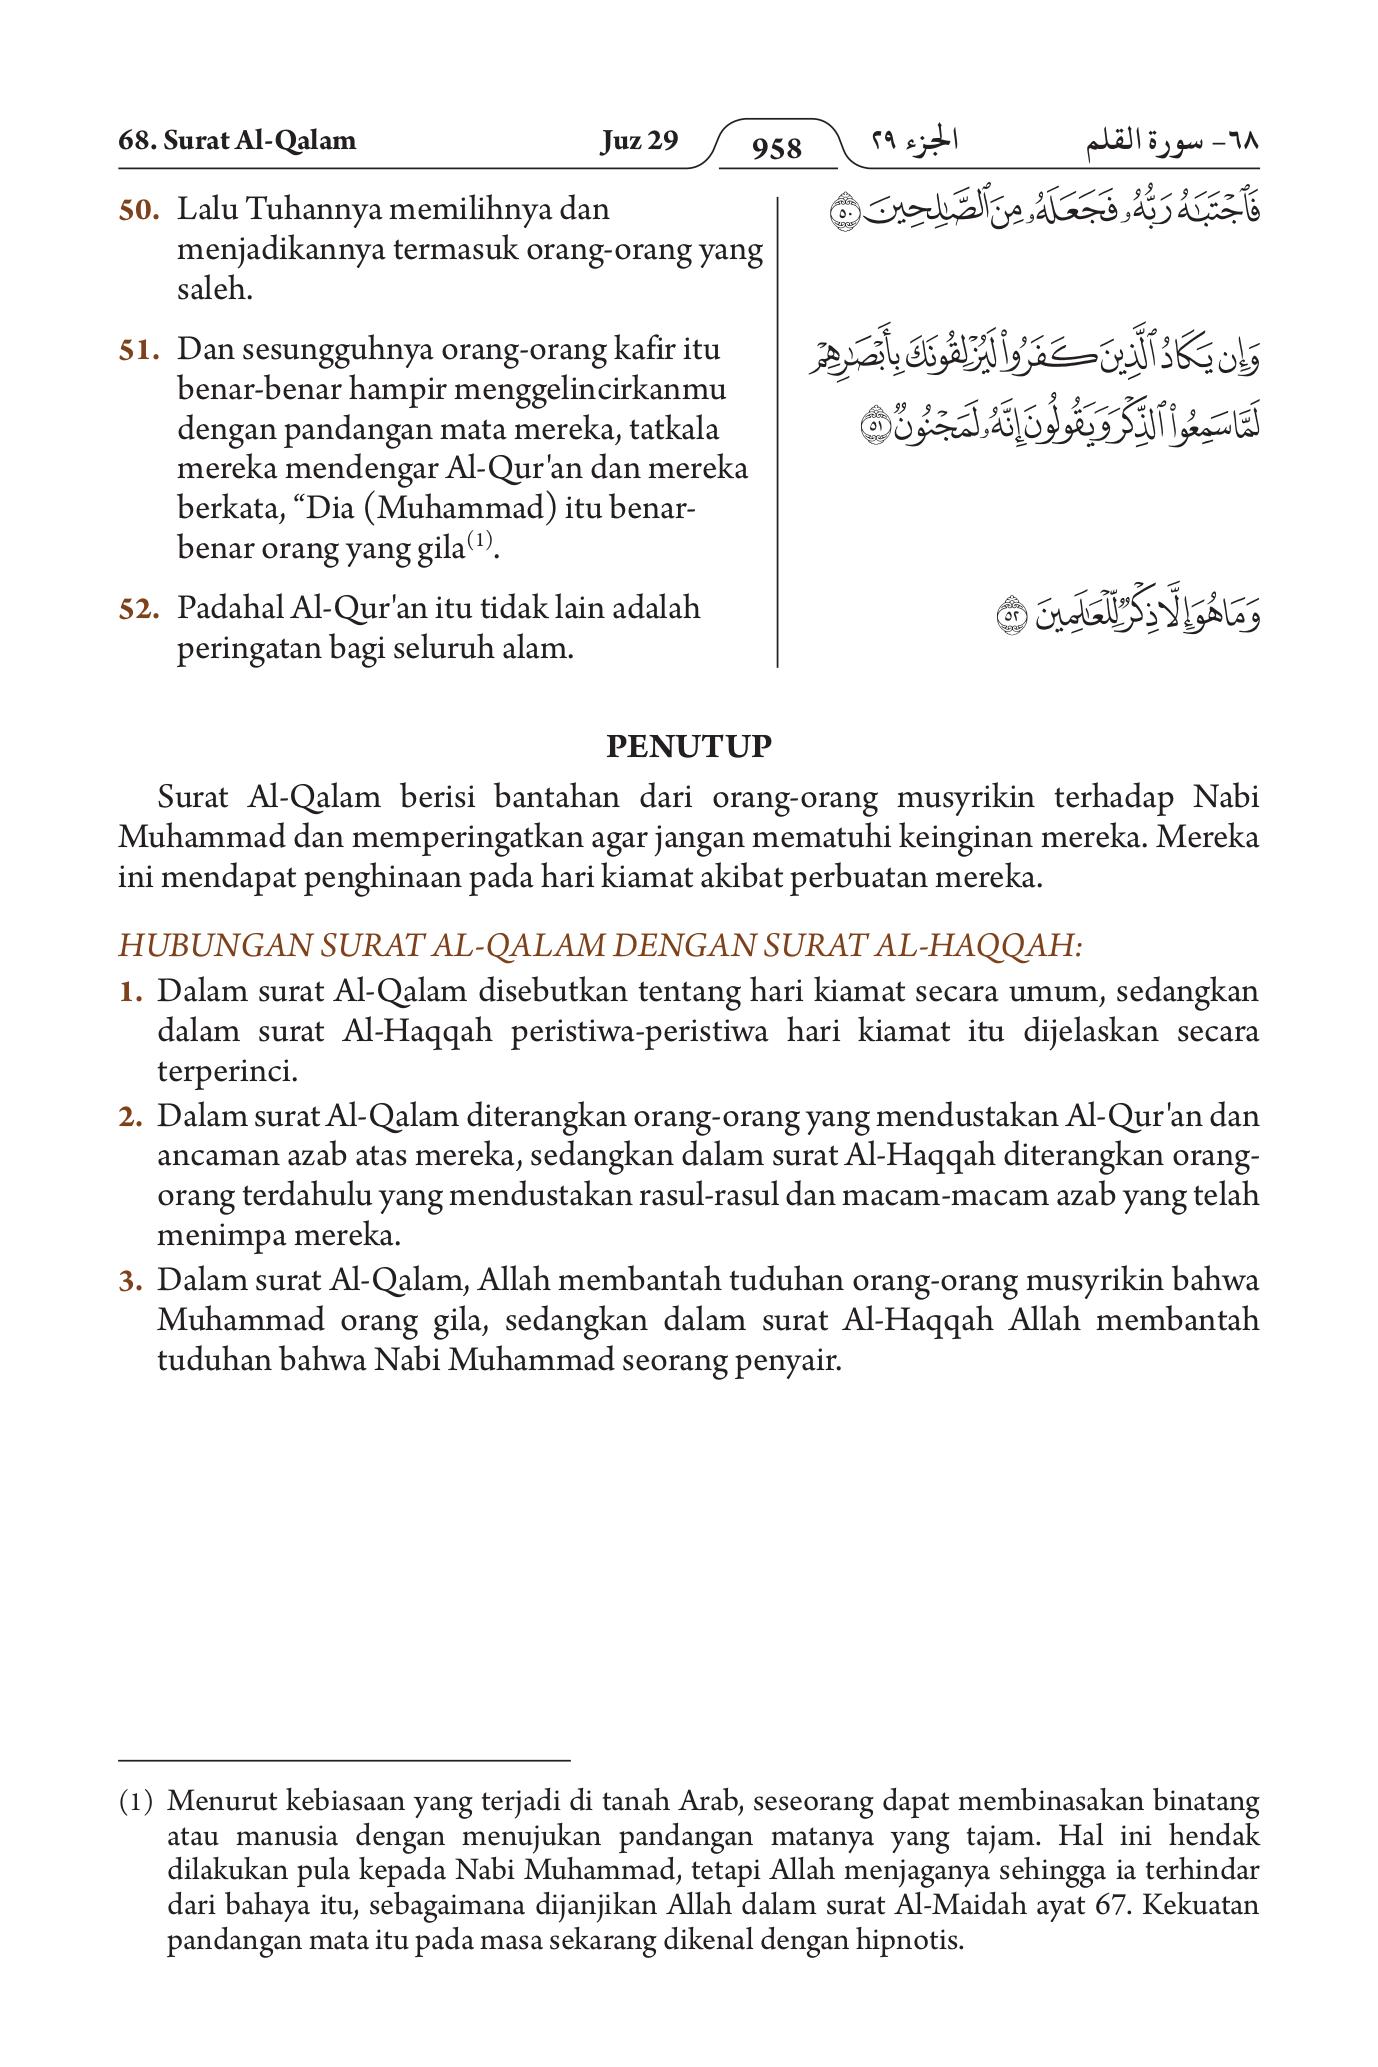 68. Surat Al-Qalam Juz 29 958 الجزء ٢٩ ٦٨- سورة القلم
50. Lalu Tuhannya memilihnya dan
menjadikannya termasuk orang-orang yang
saleh.
فَٱجْتَبَٰهُ رَبُّهُۥ فَجَعَلَهُۥ مِنَ ٱلصَّٰلِحِينَ ۝٥٠
51. Dan sesungguhnya orang-orang kafir itu
benar-benar hampir menggelincirkanmu
dengan pandangan mata mereka, tatkala
mereka mendengar Al-Qur'an dan mereka
berkata, “Dia (Muhammad) itu benar-
benar orang yang gila(1).
وَإِن يَكَادُ ٱلَّذِينَ كَفَرُوا۟ لَيُزْلِقُونَكَ بِأَبْصَٰرِهِمْ
لَمَّا سَمِعُوا۟ ٱلذِّكْرَ وَيَقُولُونَ إِنَّهُۥ لَمَجْنُونٌ ۝٥١
52. Padahal Al-Qur'an itu tidak lain adalah
peringatan bagi seluruh alam.
وَمَا هُوَ إِلَّا ذِكْرٌ لِّلْعَٰلَمِينَ ۝٥٢
PENUTUP
Surat Al-Qalam berisi bantahan dari orang-orang musyrikin terhadap Nabi
Muhammad dan memperingatkan agar jangan mematuhi keinginan mereka. Mereka
ini mendapat penghinaan pada hari kiamat akibat perbuatan mereka.
HUBUNGAN SURAT AL-QALAM DENGAN SURAT AL-HAQQAH:
1. Dalam surat Al-Qalam disebutkan tentang hari kiamat secara umum, sedangkan
dalam surat Al-Haqqah peristiwa-peristiwa hari kiamat itu dijelaskan secara
terperinci.
2. Dalam surat Al-Qalam diterangkan orang-orang yang mendustakan Al-Qur'an dan
ancaman azab atas mereka, sedangkan dalam surat Al-Haqqah diterangkan orang-
orang terdahulu yang mendustakan rasul-rasul dan macam-macam azab yang telah
menimpa mereka.
3. Dalam surat Al-Qalam, Allah membantah tuduhan orang-orang musyrikin bahwa
Muhammad orang gila, sedangkan dalam surat Al-Haqqah Allah membantah
tuduhan bahwa Nabi Muhammad seorang penyair.
(1) Menurut kebiasaan yang terjadi di tanah Arab, seseorang dapat membinasakan binatang
atau manusia dengan menujukan pandangan matanya yang tajam. Hal ini hendak
dilakukan pula kepada Nabi Muhammad, tetapi Allah menjaganya sehingga ia terhindar
dari bahaya itu, sebagaimana dijanjikan Allah dalam surat Al-Maidah ayat 67. Kekuatan
pandangan mata itu pada masa sekarang dikenal dengan hipnotis.